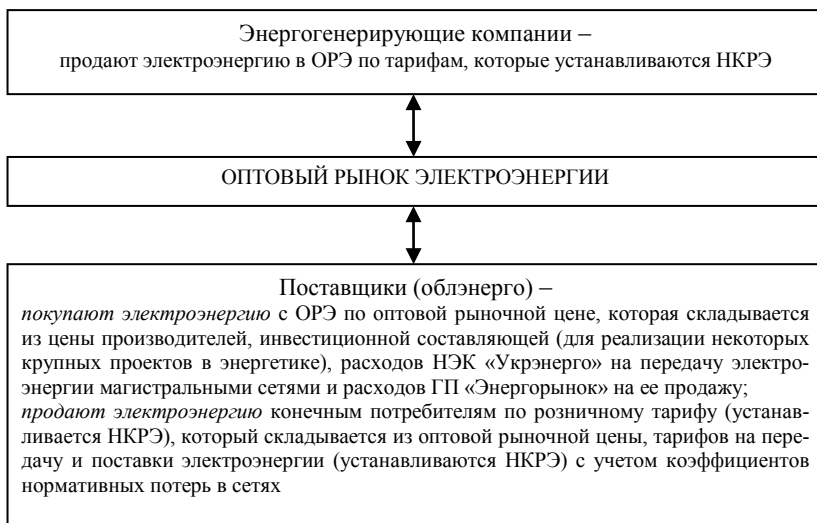 Энергогенерирующие компании –
продают электроэнергию в ОРЭ по тарифам, которые устанавливаются НКРЭ
ОПТОВЫЙ РЫНОК ЭЛЕКТРОЭНЕРГИИ
Поставщики (облэнерго) –
покупают электроэнергию с ОРЭ по оптовой рыночной цене, которая складывается
из цены производителей, инвестиционной составляющей (для реализации некоторых
крупных проектов в энергетике), расходов НЭК «Укрэнерго» на передачу электро-
энергии магистральными сетями и расходов ГП «Энергорынок» на ее продажу;
продают электроэнергию конечным потребителям по розничному тарифу (устанав-
ливается НКРЭ), который складывается из оптовой рыночной цены, тарифов на пере-
дачу и поставки электроэнергии (устанавливаются НКРЭ) с учетом коэффициентов
нормативных потерь в сетях